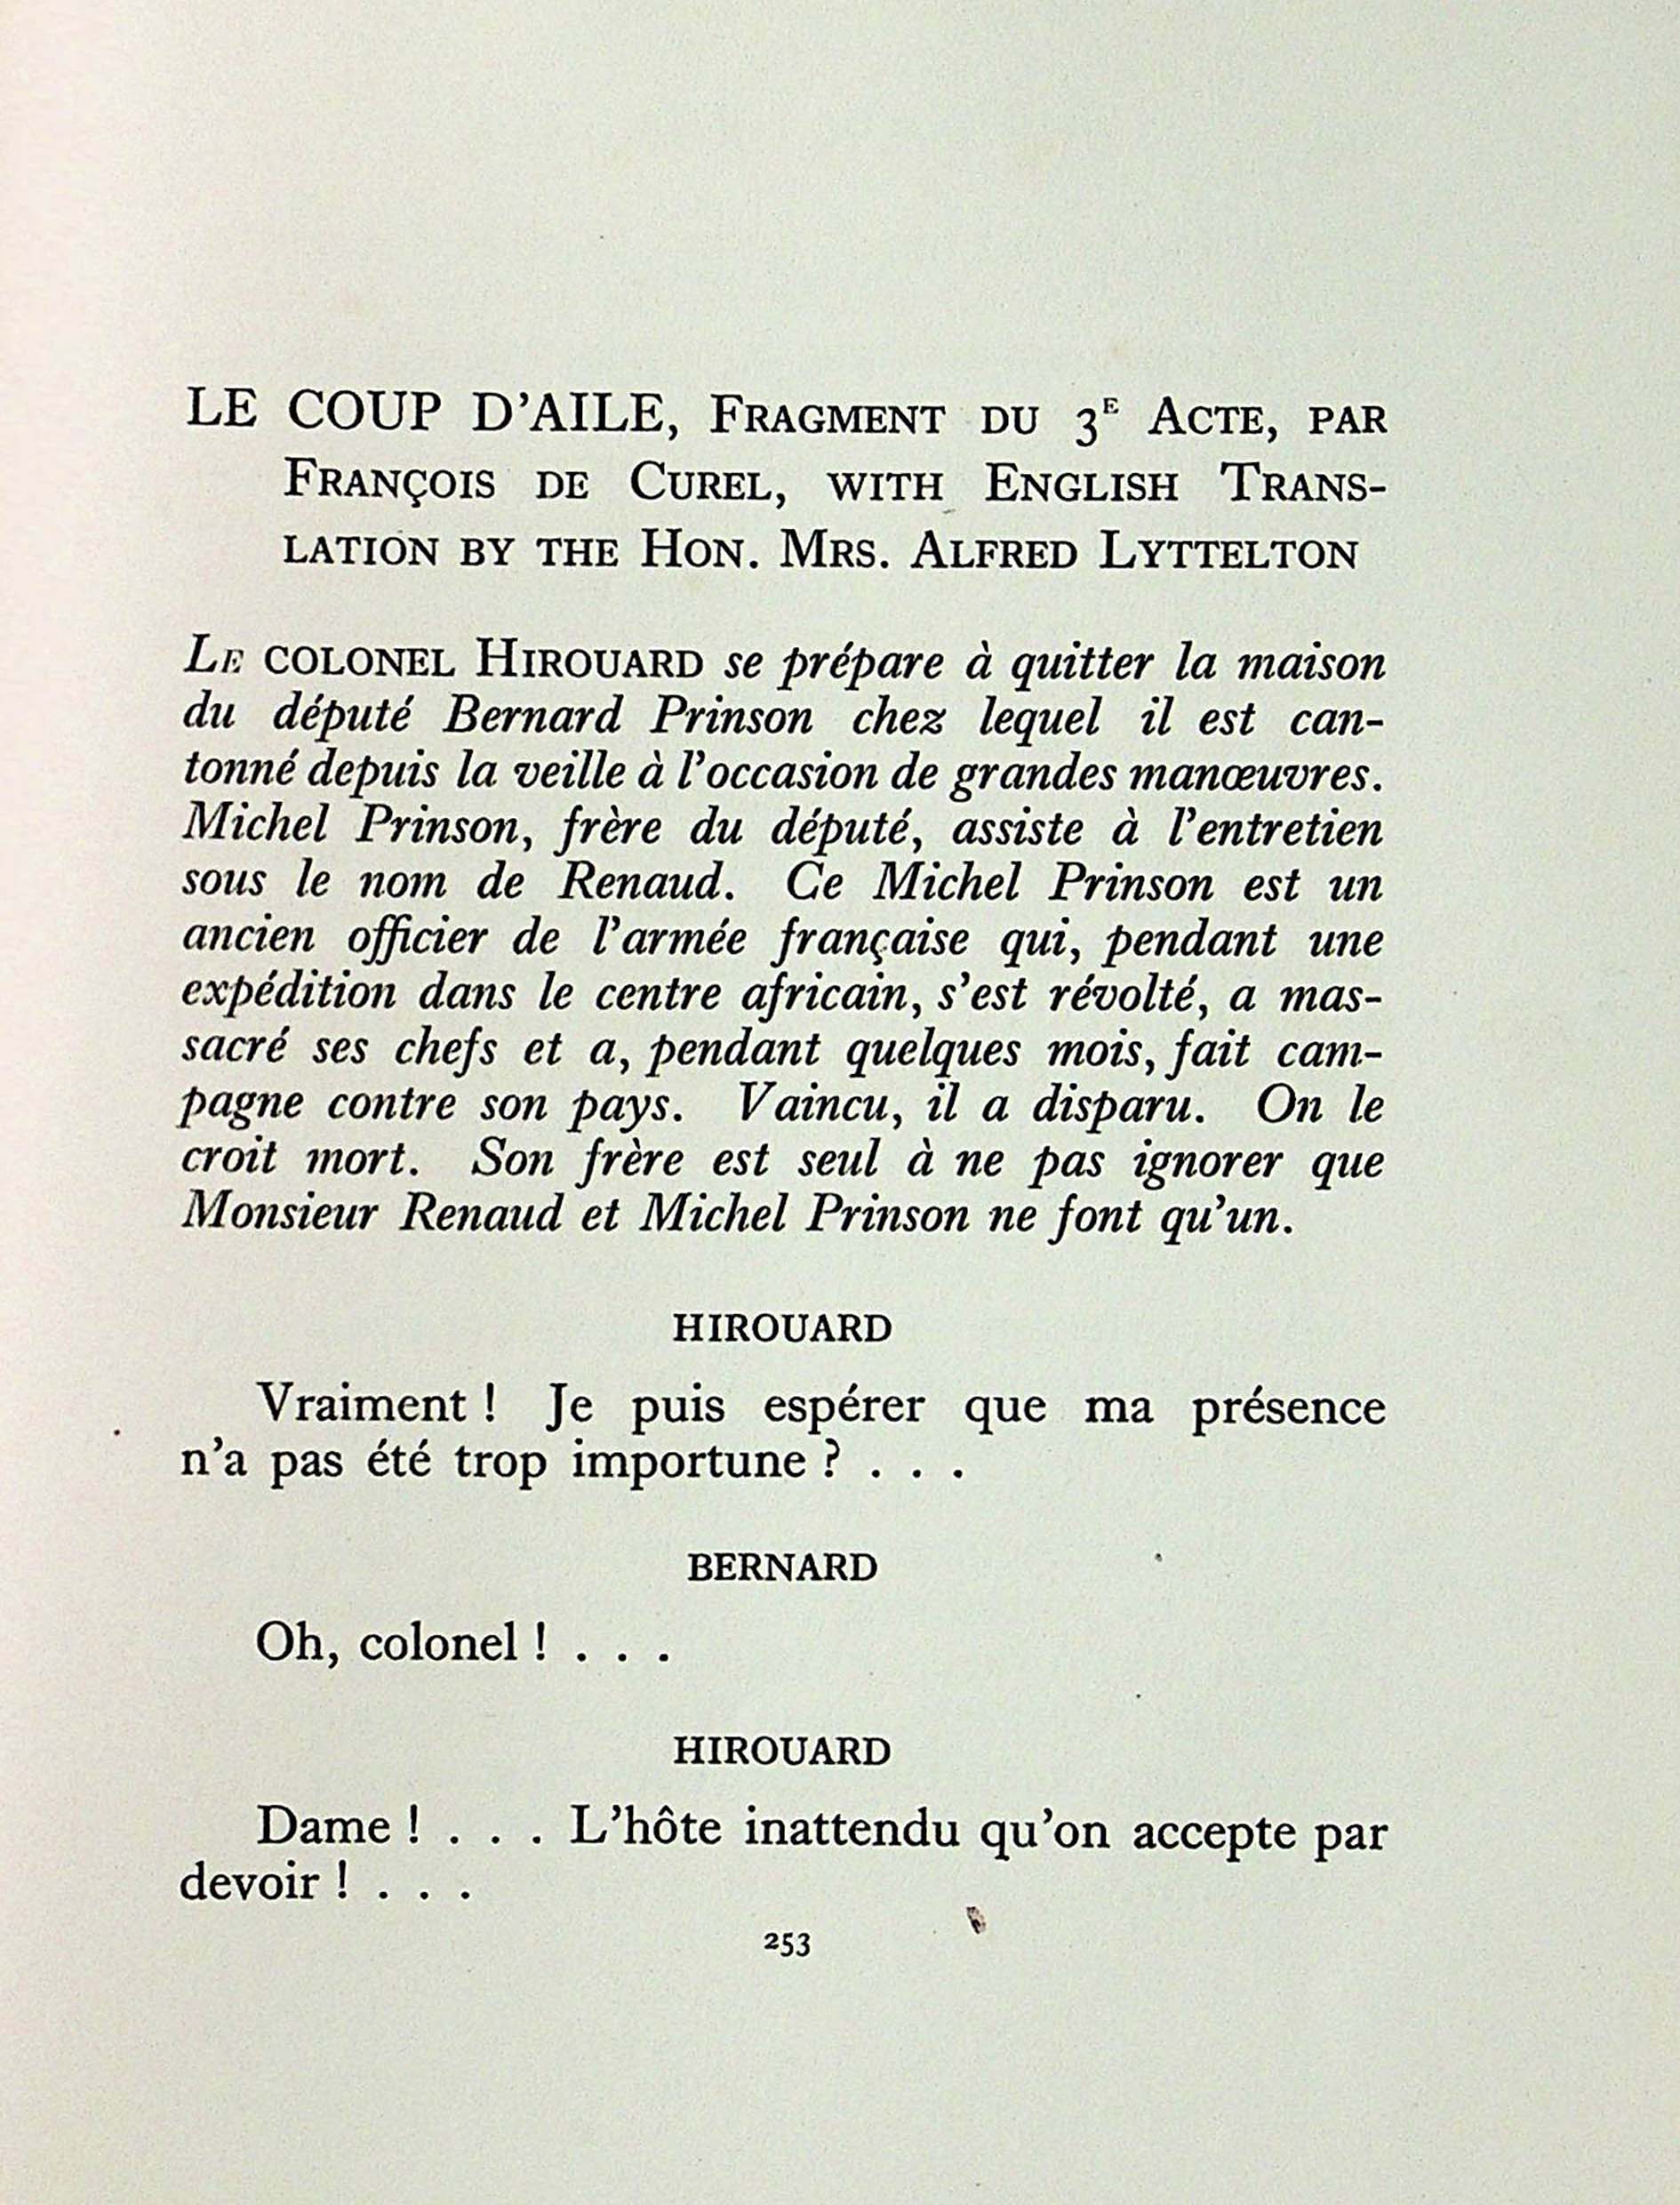 LE COUP D'AILE, FRAGMENT DU 3E ACTE, PAR
FRANÇOIS DE CUREL, WITH ENGLISH TRANS-
LATION BY THE HON. MRS. ALFRED LYTTELTON
LE COLONEL HIROUARD se prépare à quitter la maison
du député Bernard Prinson chez lequel il est can-
tonné depuis la veille à l'occasion de grandes manœuvres.
Michel Prinson, frère du député, assiste à l'entretien
sous le nom de Renaud. Ce Michel Prinson est un
ancien officier de l'armée française qui, pendant une
expédition dans le centre africain, s'est révolté, a mas-
sacré ses chefs et a, pendant quelques mois, fait cam-
pagne contre son pays. Vaincu, il a disparu. On le
croit mort. Son frère est seul à ne pas ignorer que
Monsieur Renaud et Michel Prinson ne font qu'un.
HIROUARD
Vraiment ! Je puis espérer que ma présence
n'a pas été trop importune ? . . .
BERNARD
Oh, colonel ! . . .
HIROUARD
Dame ! . . . L'hôte inattendu qu'on accepte par
devoir ! . . .
253